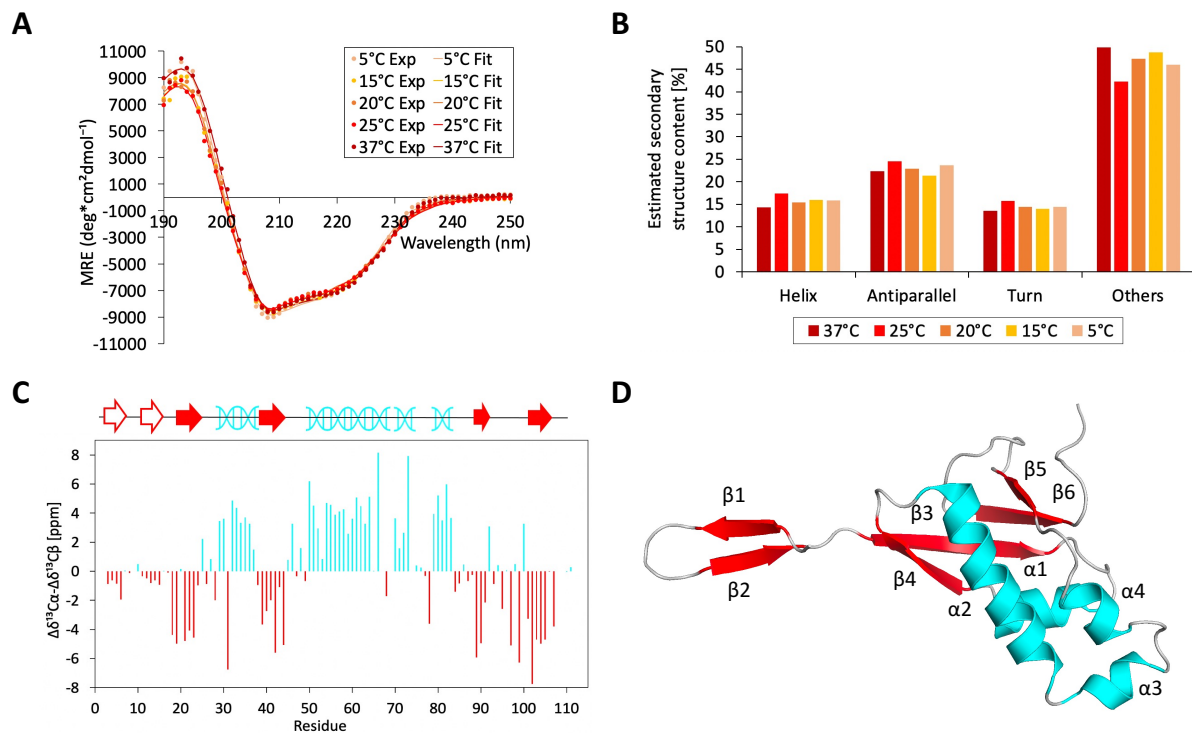 A
11000
9000
7000
5000
3000
1000
-1000
-3000
-5000
-7000
-9000
-11000
MRE (deg*cm²dmol⁻¹)
190 200 210 220 230 240 250
Wavelength (nm)
5°C Exp 5°C Fit
15°C Exp 15°C Fit
20°C Exp 20°C Fit
25°C Exp 25°C Fit
37°C Exp 37°C Fit
B
50
45
40
35
30
25
20
15
10
5
0
Estimated secondary
structure content [%]
Helix Antiparallel Turn Others
37°C 25°C 20°C 15°C 5°C
C
8
6
4
2
0
-2
-4
-6
-8
Δδ¹³Cα-Δδ¹³Cβ [ppm]
0 10 20 30 40 50 60 70 80 90 100 110
Residue
D
β1
β2
β3
β4
β5
β6
α1
α2
α4
α3